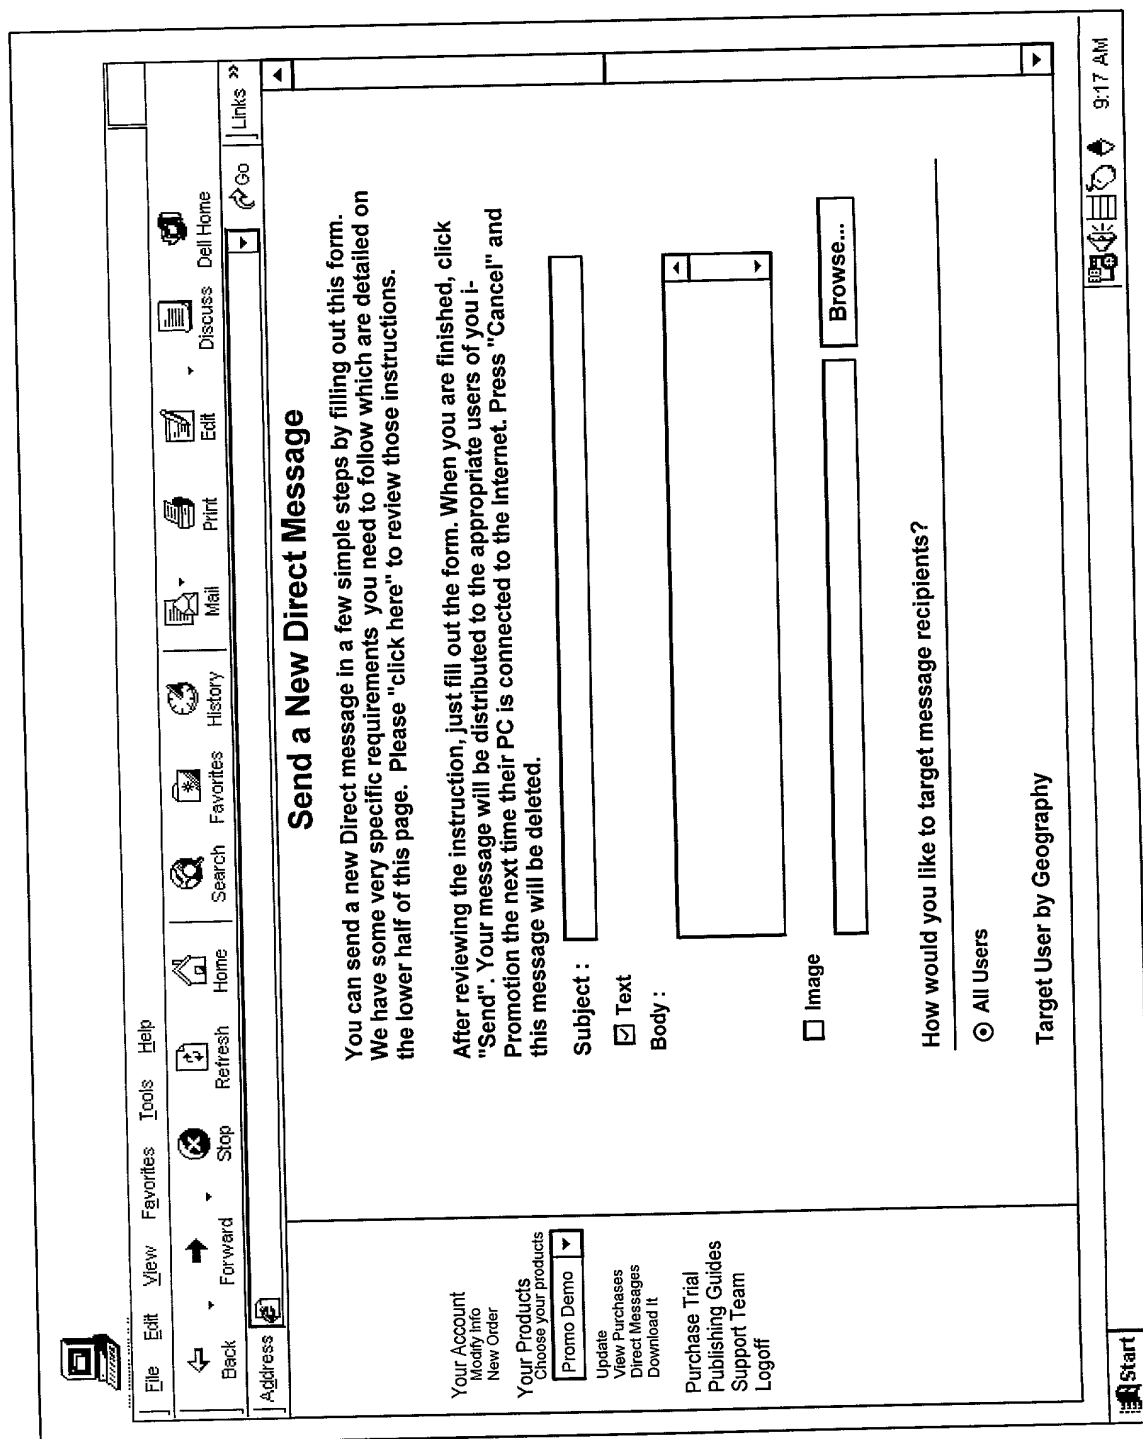 File Edit View Favorites Tools Help
Back Forward Stop Refresh Home Search Favorites History Mail Print Edit Discuss Dell Home
Address Go Links »
Send a New Direct Message
You can send a new Direct message in a few simple steps by filling out this form.
We have some very specific requirements you need to follow which are detailed on
the lower half of this page. Please "click here" to review those instructions.
After reviewing the instruction, just fill out the form. When you are finished, click
"Send". Your message will be distributed to the appropriate users of you i-
Promotion the next time their PC is connected to the Internet. Press "Cancel" and
this message will be deleted.
Subject :
Text
Body :
Image
Browse...
How would you like to target message recipients?
All Users
Target User by Geography
Your Account
Modify Info
New Order
Your Products
Choose your products
Promo Demo
Update
View Purchases
Direct Messages
Download It
Purchase Trial
Publishing Guides
Support Team
Logoff
Start
9:17 AM